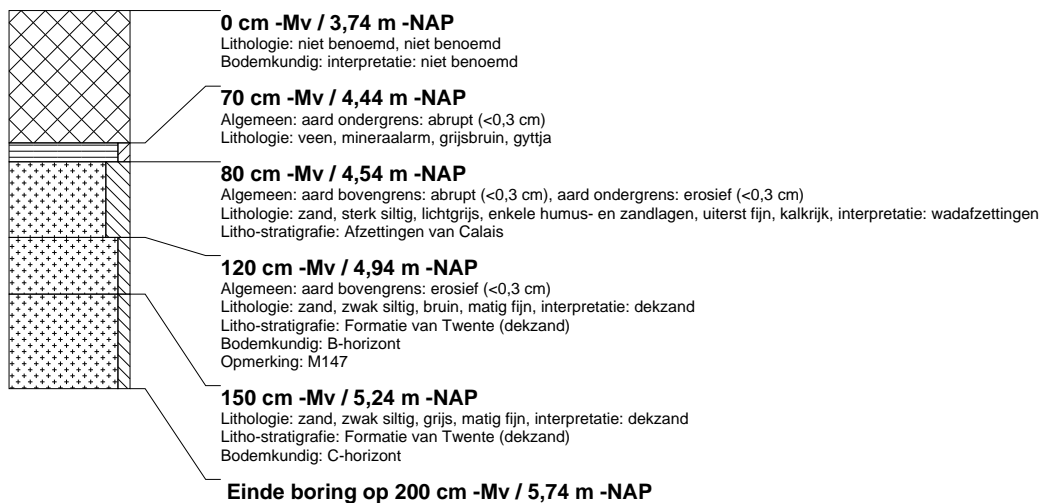 0 cm -Mv / 3,74 m -NAP
Lithologie: niet benoemd, niet benoemd
Bodemkundig: interpretatie: niet benoemd
70 cm -Mv / 4,44 m -NAP
Algemeen: aard ondergrens: abrupt (<0,3 cm)
Lithologie: veen, mineraalarm, grijsbruin, gyttja
80 cm -Mv / 4,54 m -NAP
Algemeen: aard bovengrens: abrupt (<0,3 cm), aard ondergrens: erosief (<0,3 cm)
Lithologie: zand, sterk siltig, lichtgrijs, enkele humus- en zandlagen, uiterst fijn, kalkrijk, interpretatie: wadafzettingen
Litho-stratigrafie: Afzettingen van Calais
120 cm -Mv / 4,94 m -NAP
Algemeen: aard bovengrens: erosief (<0,3 cm)
Lithologie: zand, zwak siltig, bruin, matig fijn, interpretatie: dekzand
Litho-stratigrafie: Formatie van Twente (dekzand)
Bodemkundig: B-horizont
Opmerking: M147
150 cm -Mv / 5,24 m -NAP
Lithologie: zand, zwak siltig, grijs, matig fijn, interpretatie: dekzand
Litho-stratigrafie: Formatie van Twente (dekzand)
Bodemkundig: C-horizont
Einde boring op 200 cm -Mv / 5,74 m -NAP